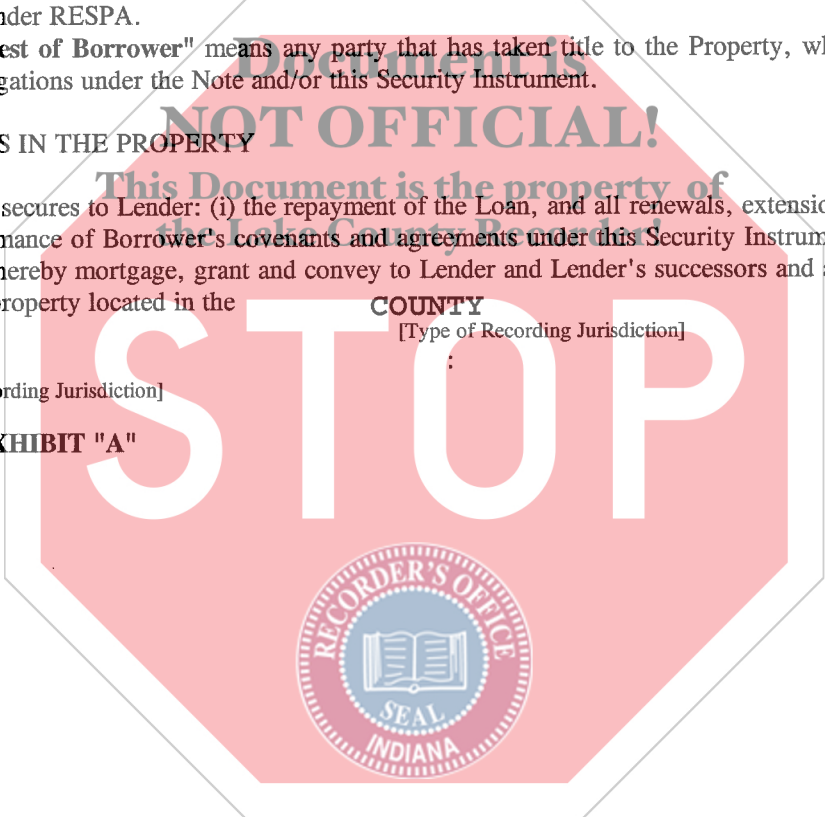 nder RESPA.
est of Borrower" means any party that has taken title to the Property, wh
gations under the Note and/or this Security Instrument.
Document is
NOT OFFICIAL!
S IN THE PROPERTY
This Document is the property of
the Lake County Recorder!
secures to Lender: (i) the repayment of the Loan, and all renewals, extensio
nance of Borrower's covenants and agreements under this Security Instrum
hereby mortgage, grant and convey to Lender and Lender's successors and a
roperty located in the COUNTY
[Type of Recording Jurisdiction]
:
ording Jurisdiction]
XHIBIT "A"
STOP
RECORDER'S OFFICE
SEAL
INDIANA